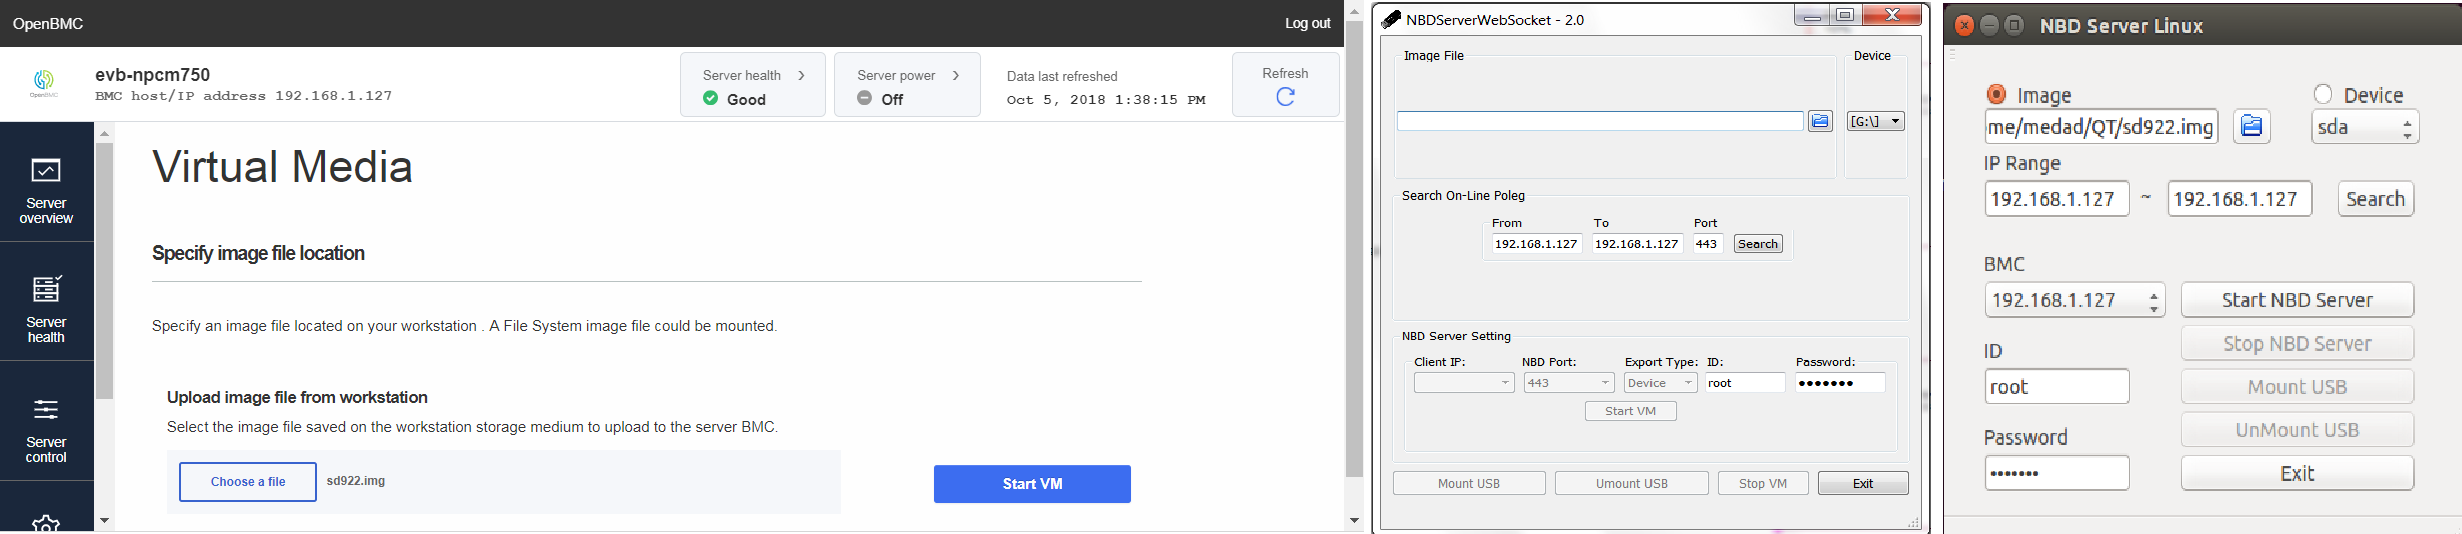 OpenBMC
Log out
OpenBMC
evb-npcm750
BMC host/IP address 192.168.1.127
Server health
Good
Server power
Off
Data last refreshed
Oct 5, 2018 1:38:15 PM
Refresh
Server
overview
Server
health
Server
control
Virtual Media
Specify image file location
Specify an image file located on your workstation . A File System image file could be mounted.
Upload image file from workstation
Select the image file saved on the workstation storage medium to upload to the server BMC.
Choose a file
sd922.img
Start VM
NBDServerWebSocket - 2.0
Image File
Device
[G:\]
Search On-Line Poleg
From To Port
192.168.1.127 192.168.1.127 443 Search
NBD Server Setting
Client IP: NBD Port: Export Type: ID: Password:
443 Device root •••••••
Start VM
Mount USB Umount USB Stop VM Exit
NBD Server Linux
Image Device
me/medad/QT/sd922.img sda
IP Range
192.168.1.127 ~ 192.168.1.127 Search
BMC
192.168.1.127 Start NBD Server
Stop NBD Server
ID
root Mount USB
UnMount USB
Password
••••••• Exit